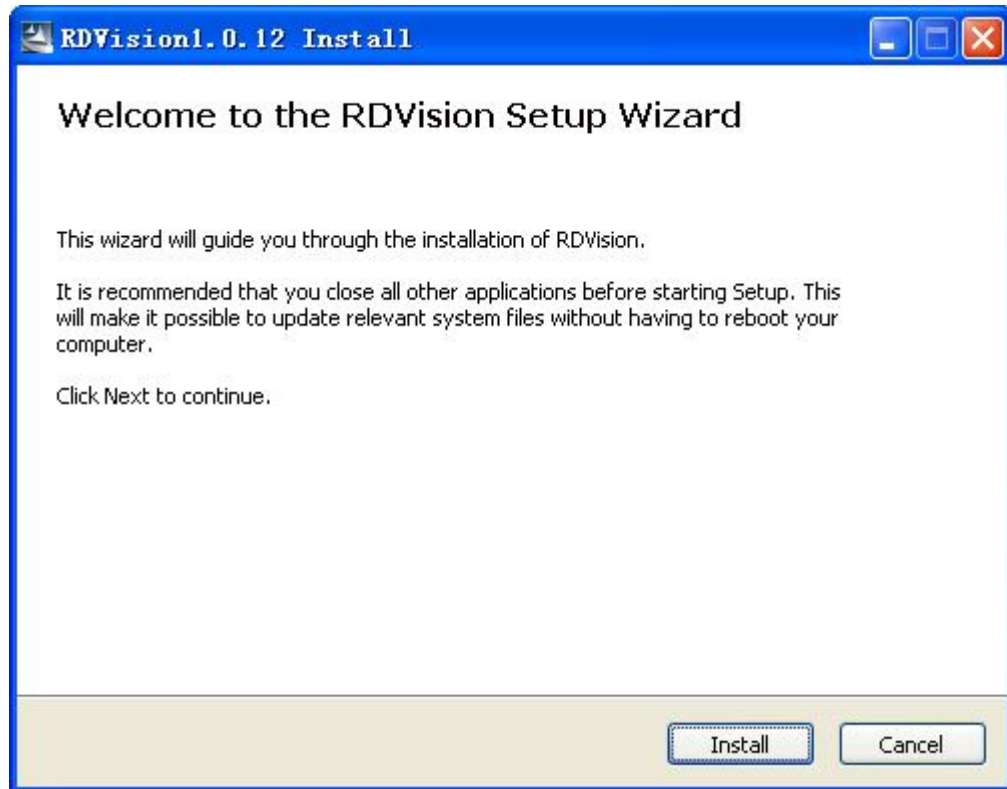 RDVision1.0.12 Install
Welcome to the RDVision Setup Wizard
This wizard will guide you through the installation of RDVision.
It is recommended that you close all other applications before starting Setup. This
will make it possible to update relevant system files without having to reboot your
computer.
Click Next to continue.
Install
Cancel